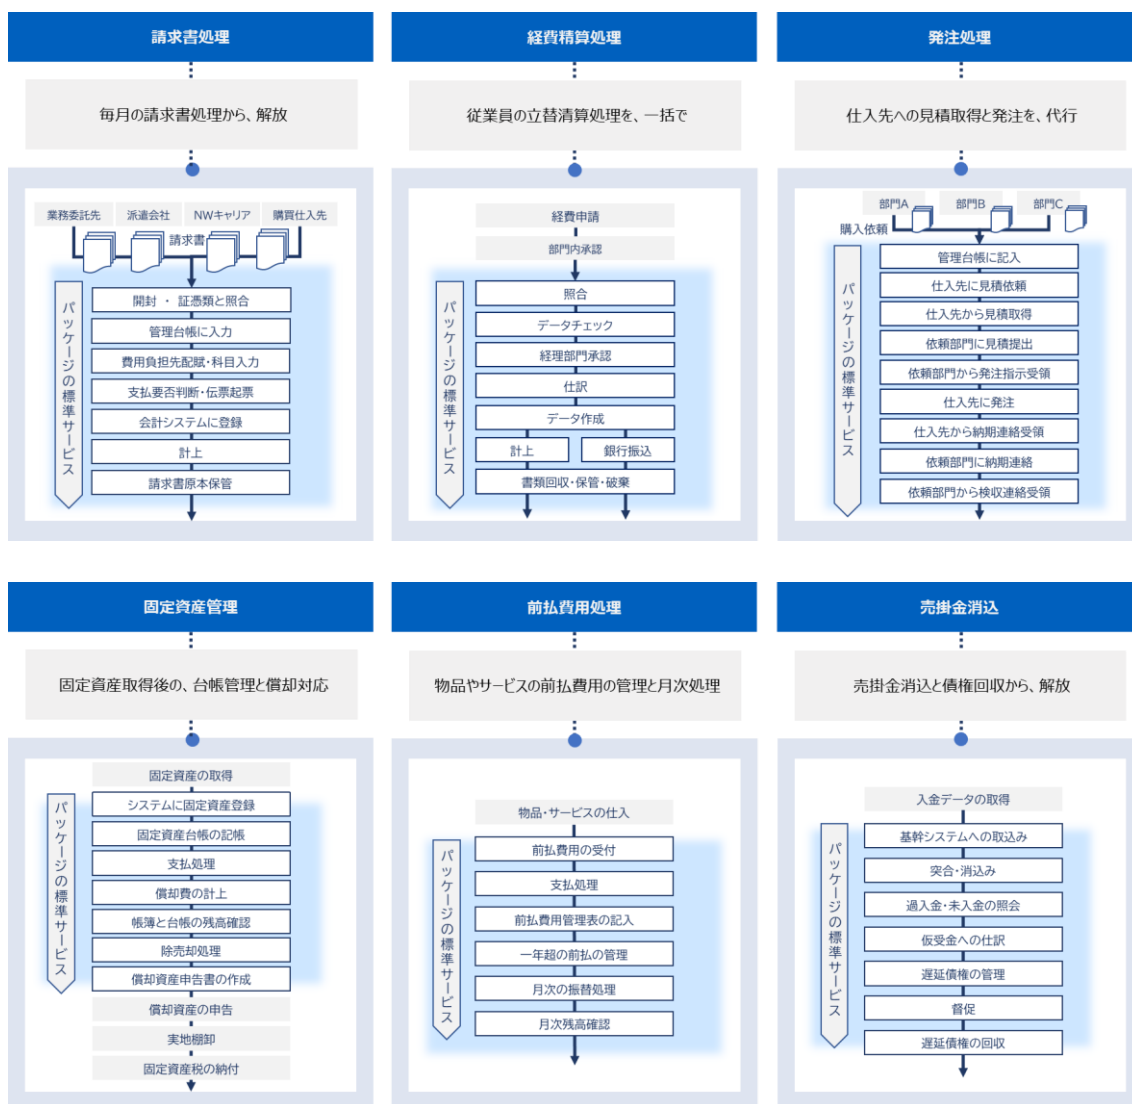 請求書処理
毎月の請求書処理から、解放
業務委託先
派遣会社
NWキャリア
購買仕入先
請求書
パッケージの標準サービス
開封 ・ 証憑類と照合
管理台帳に入力
費用負担先配賦・科目入力
支払要否判断・伝票起票
会計システムに登録
計上
請求書原本保管
経費精算処理
従業員の立替清算処理を、一括で
経費申請
部門内承認
パッケージの標準サービス
照合
データチェック
経理部門承認
仕訳
データ作成
計上
銀行振込
書類回収・保管・破棄
発注処理
仕入先への見積取得と発注を、代行
部門A
部門B
部門C
購入依頼
パッケージの標準サービス
管理台帳に記入
仕入先に見積依頼
仕入先から見積取得
依頼部門に見積提出
依頼部門から発注指示受領
仕入先に発注
仕入先から納期連絡受領
依頼部門に納期連絡
依頼部門から検収連絡受領
固定資産管理
固定資産取得後の、台帳管理と償却対応
固定資産の取得
パッケージの標準サービス
システムに固定資産登録
固定資産台帳の記帳
支払処理
償却費の計上
帳簿と台帳の残高確認
除売却処理
償却資産申告書の作成
償却資産の申告
実地棚卸
固定資産税の納付
前払費用処理
物品やサービスの前払費用の管理と月次処理
物品・サービスの仕入
パッケージの標準サービス
前払費用の受付
支払処理
前払費用管理表の記入
一年超の前払の管理
月次の振替処理
月次残高確認
売掛金消込
売掛金消込と債権回収から、解放
入金データの取得
パッケージの標準サービス
基幹システムへの取込み
突合・消込み
過入金・未入金の照会
仮受金への仕訳
遅延債権の管理
督促
遅延債権の回収